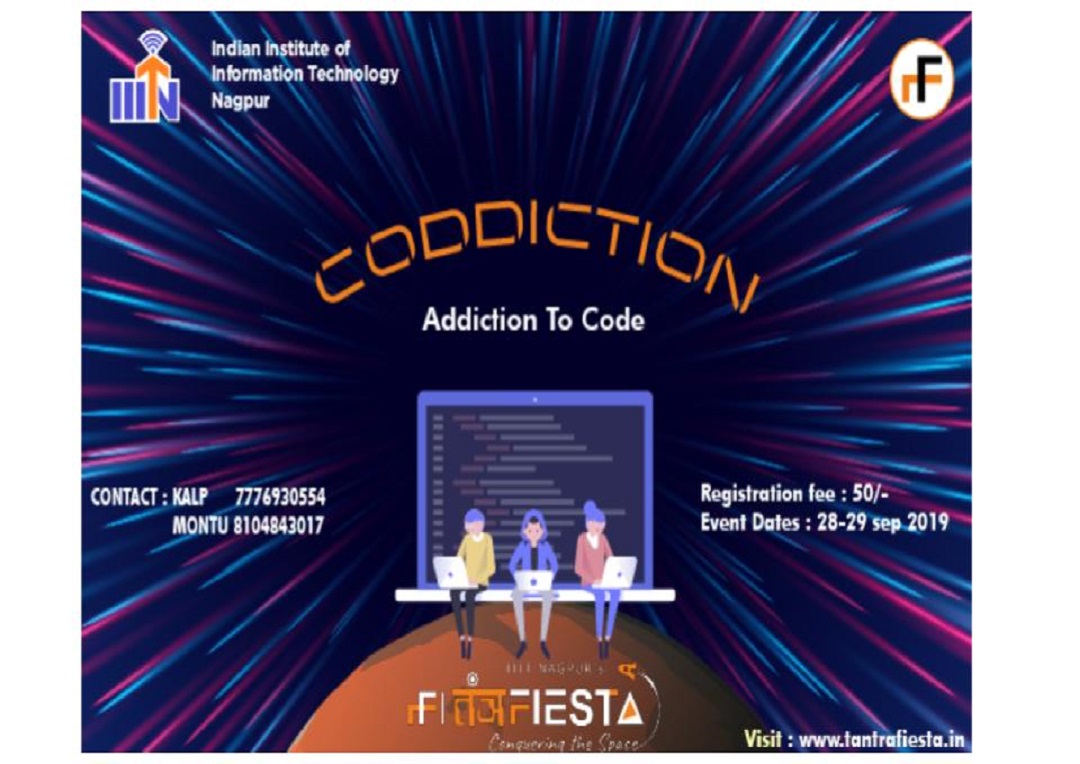 Indian Institute of
Information Technology
Nagpur
CODDICTION
Addiction To Code
CONTACT : KALP 7776930554
MONTU 8104843017
Registration fee : 50/-
Event Dates : 28-29 sep 2019
IIIT NAGPUR'S
तंत्र FIESTA
Conquering the Space
Visit : www.tantrafiesta.in